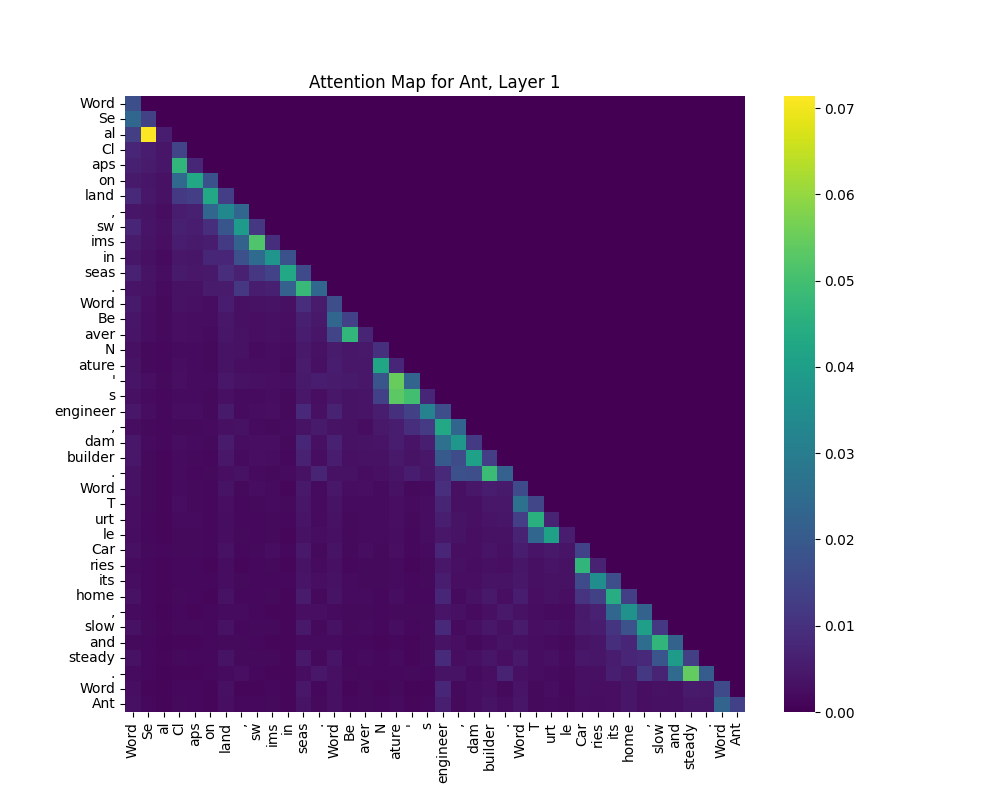 Attention Map for Ant, Layer 1
Word
Se
al
Cl
aps
on
land
,
sw
ims
in
seas
.
Word
Be
aver
N
ature
'
s
engineer
,
dam
builder
.
Word
T
urt
le
Car
ries
its
home
,
slow
and
steady
.
Word
Ant
Word
Se
al
Cl
aps
on
land
,
sw
ims
in
seas
.
Word
Be
aver
N
ature
'
s
engineer
,
dam
builder
.
Word
T
urt
le
Car
ries
its
home
,
slow
and
steady
.
Word
Ant
0.07
0.06
0.05
0.04
0.03
0.02
0.01
0.00